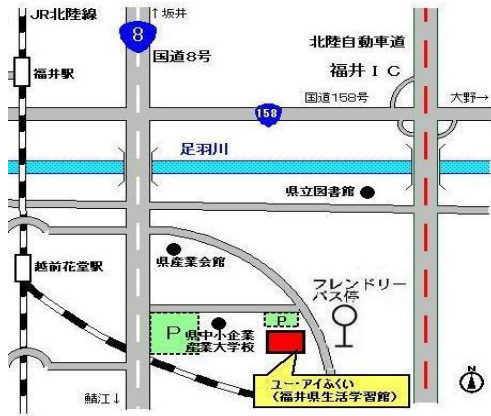 JR北陸線
↑坂井
8
国道8号
北陸自動車道
福井IC
福井駅
国道158号
大野→
158
足羽川
県立図書館
県産業会館
越前花堂駅
フレンドリー
バス停
P
P
県中小企業
産業大学校
ユー・アイふくい
(福井県生活学習館)
鯖江↓
N